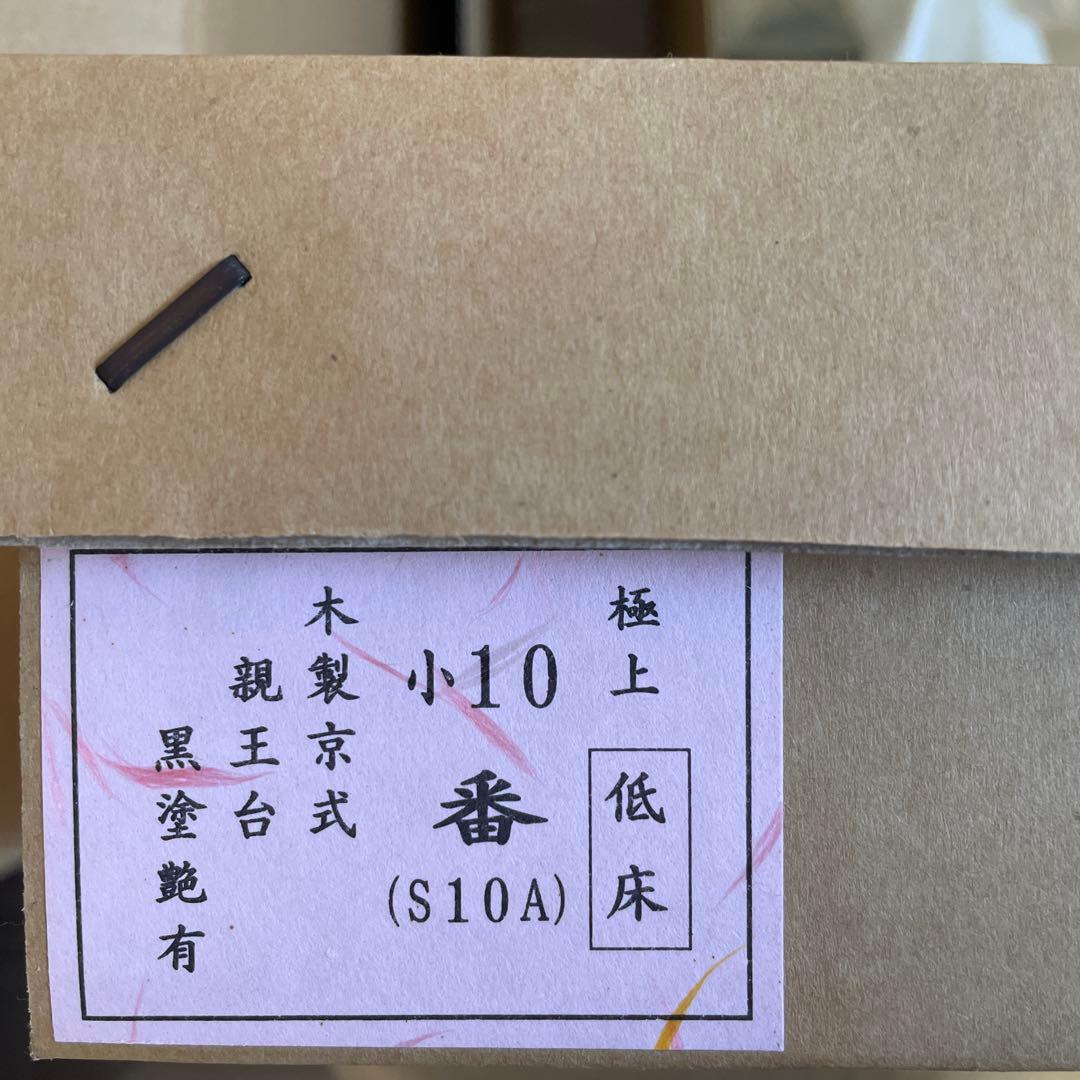 極上
低床
小10
番
(S10A)
木製京式
親王台
黒塗艶有